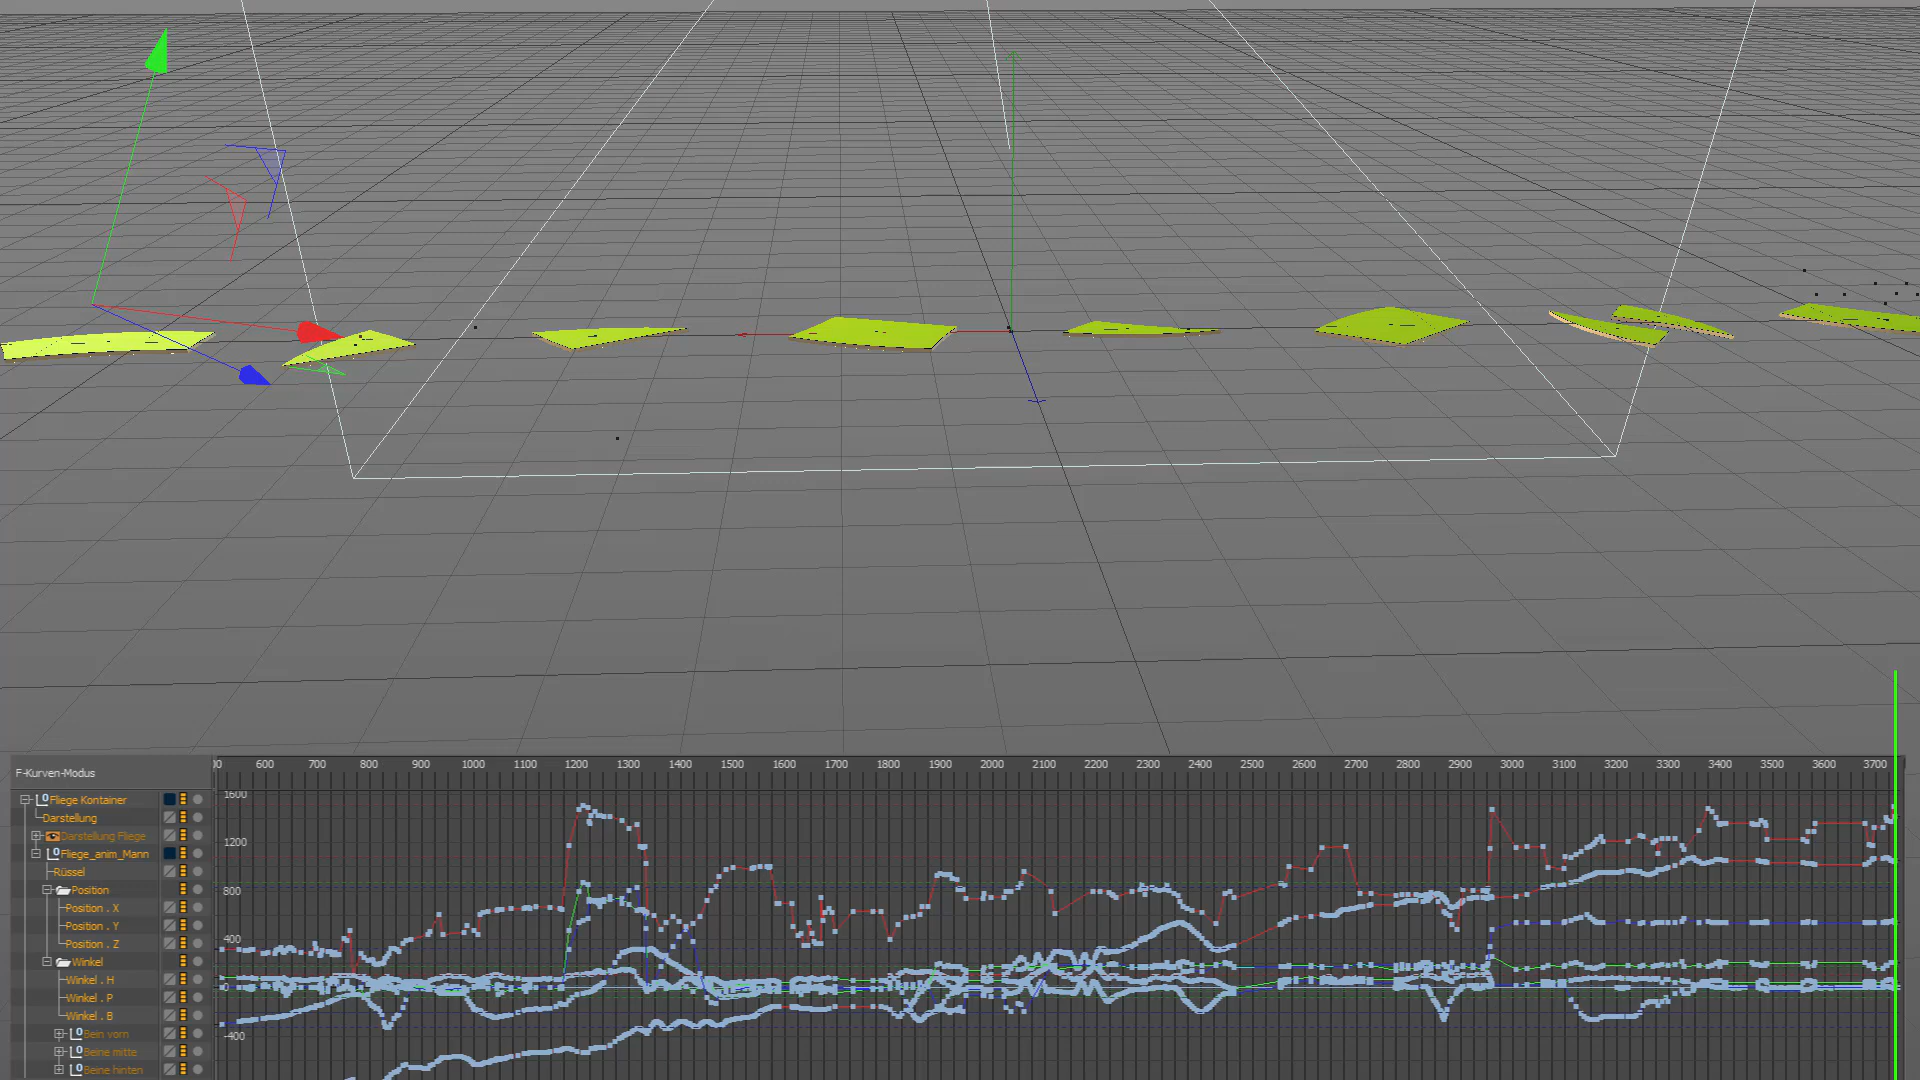 F-Kurven-Modus
600 700 800 900 1000 1100 1200 1300 1400 1500 1600 1700 1800 1900 2000 2100 2200 2300 2400 2500 2600 2700 2800 2900 3000 3100 3200 3300 3400 3500 3600 3700
1600
1200
800
400
0
-400
Fliege Kontainer
Darstellung
Darstellung Fliege
Fliege_anim_Mann
Rüssel
Position
Position . X
Position . Y
Position . Z
Winkel
Winkel . H
Winkel . P
Winkel . B
Bein vorn
Beine mitte
Beine hinten